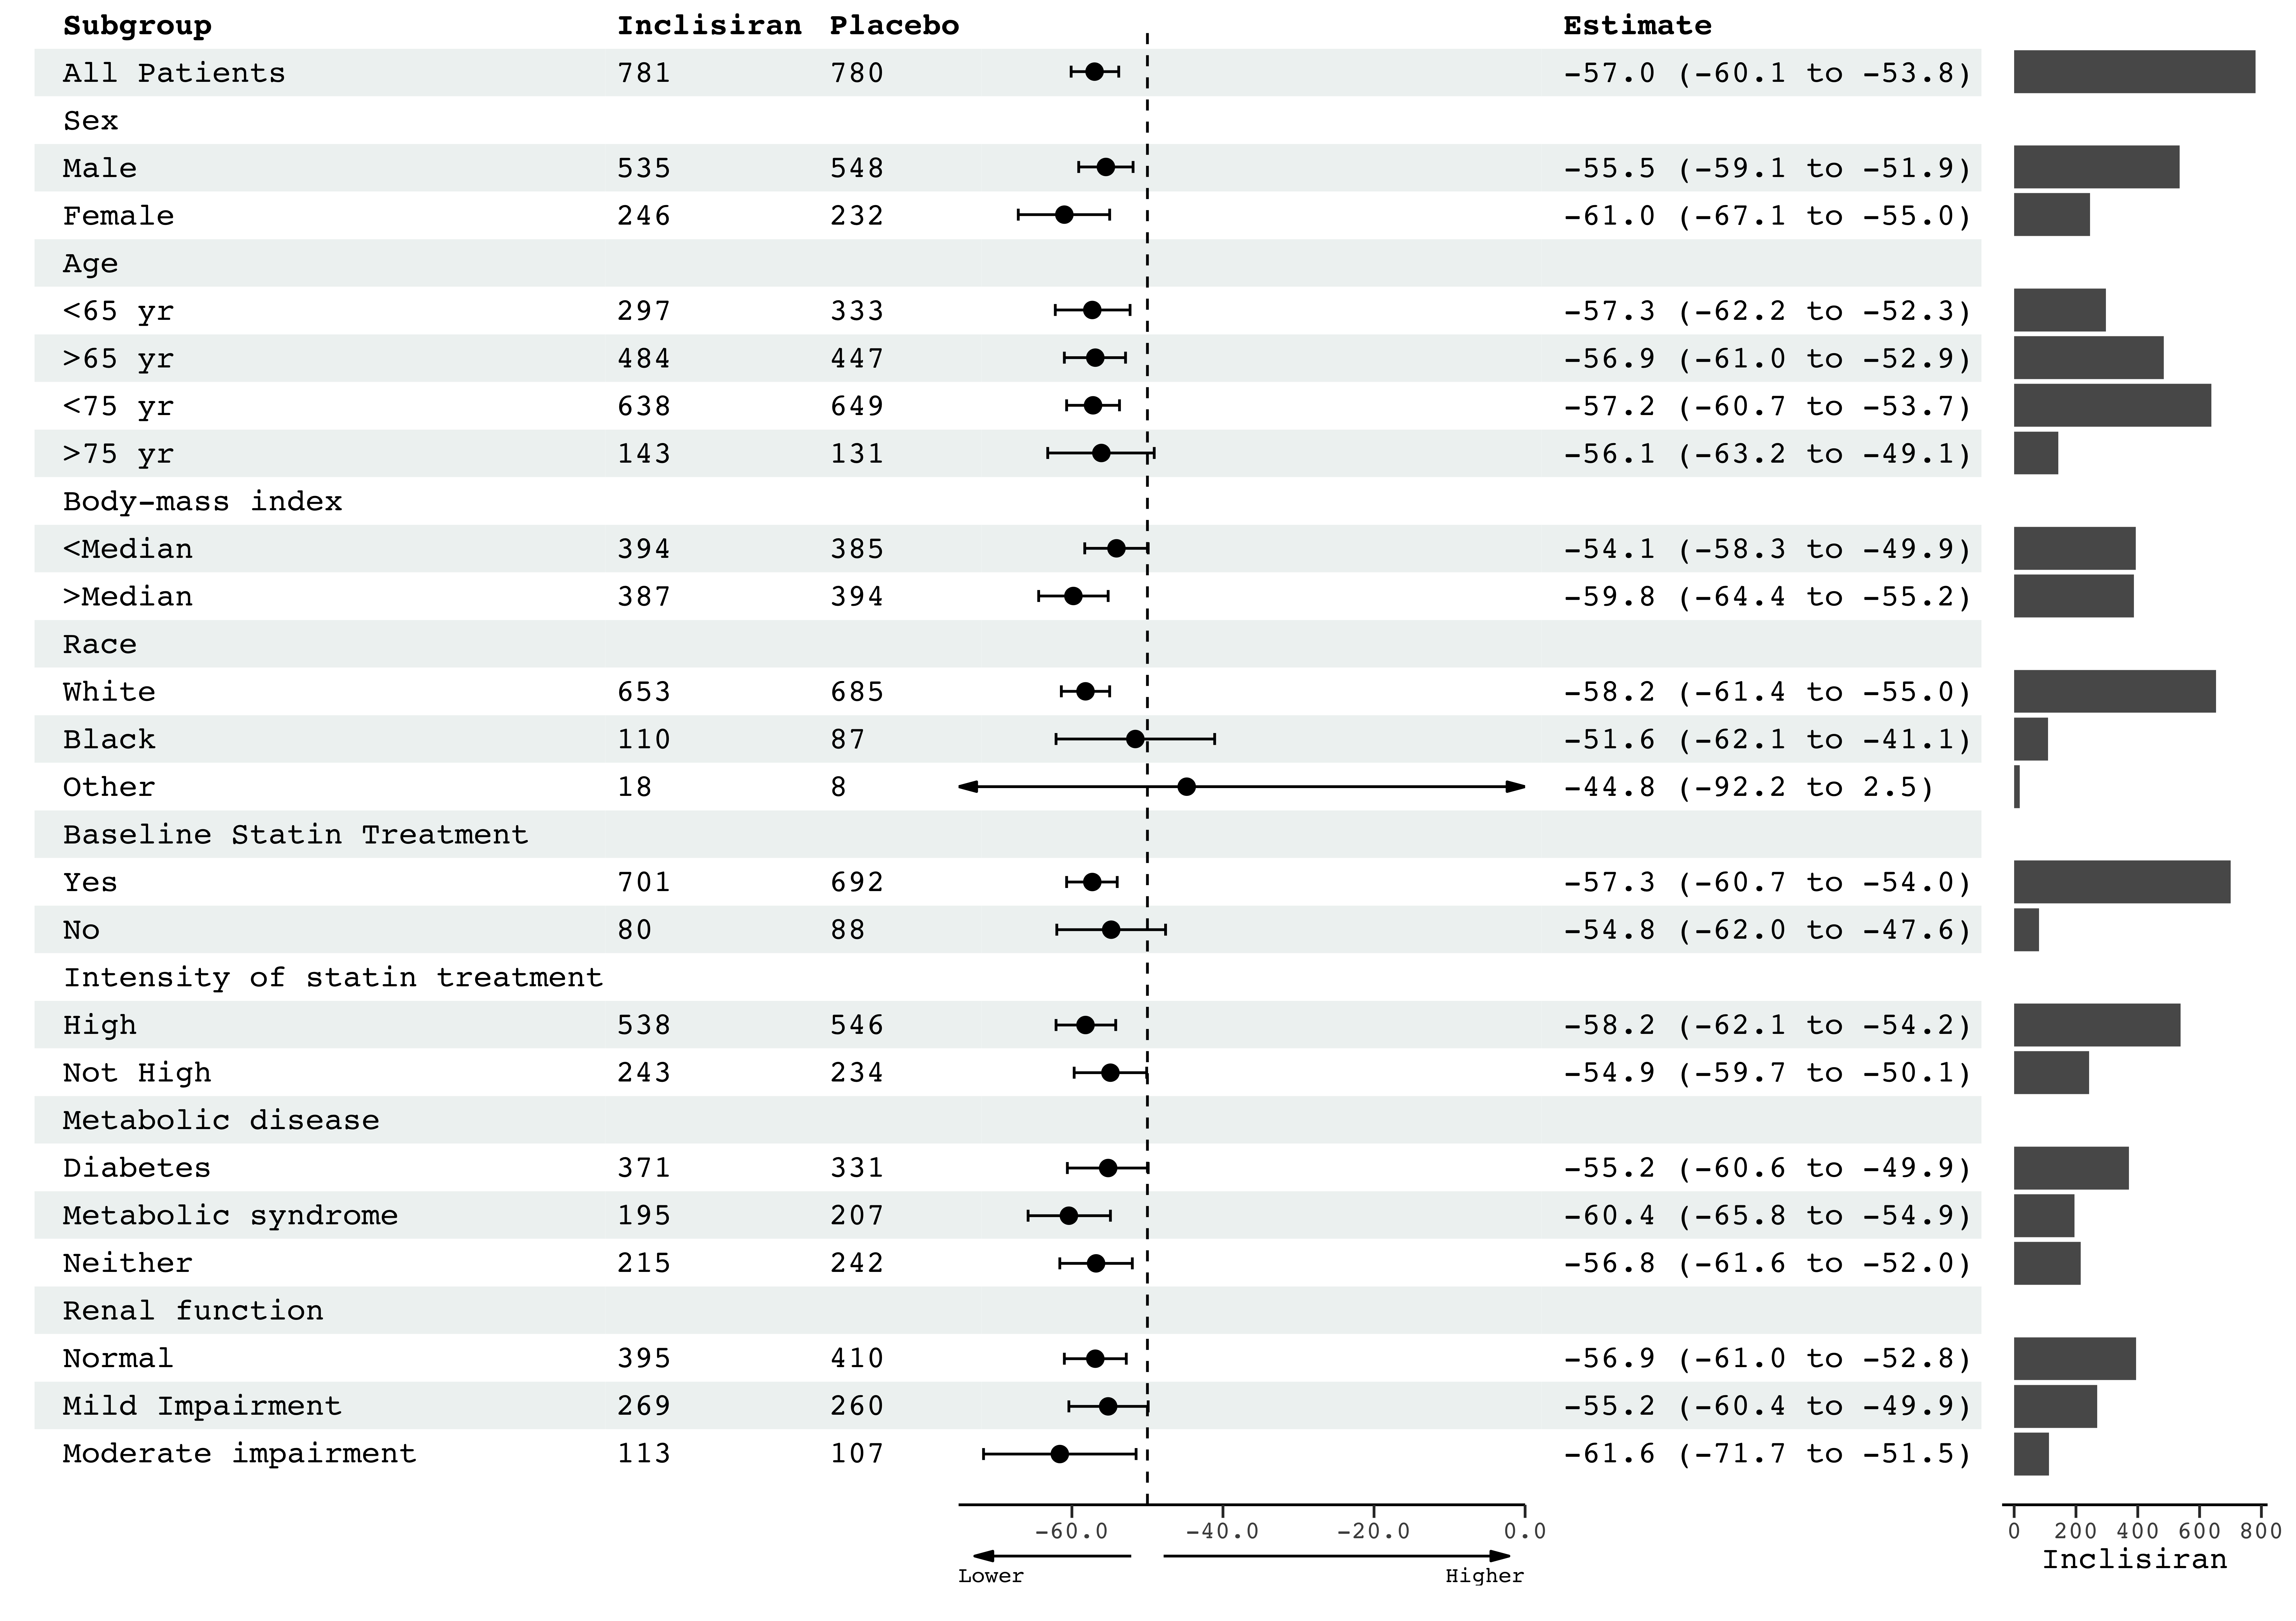 Subgroup Inclisiran Placebo Estimate
All Patients 781 780 −57.0 (−60.1 to −53.8)
Sex
Male 535 548 −55.5 (−59.1 to −51.9)
Female 246 232 −61.0 (−67.1 to −55.0)
Age
<65 yr 297 333 −57.3 (−62.2 to −52.3)
>65 yr 484 447 −56.9 (−61.0 to −52.9)
<75 yr 638 649 −57.2 (−60.7 to −53.7)
>75 yr 143 131 −56.1 (−63.2 to −49.1)
Body−mass index
<Median 394 385 −54.1 (−58.3 to −49.9)
>Median 387 394 −59.8 (−64.4 to −55.2)
Race
White 653 685 −58.2 (−61.4 to −55.0)
Black 110 87 −51.6 (−62.1 to −41.1)
Other 18 8 −44.8 (−92.2 to 2.5)
Baseline Statin Treatment
Yes 701 692 −57.3 (−60.7 to −54.0)
No 80 88 −54.8 (−62.0 to −47.6)
Intensity of statin treatment
High 538 546 −58.2 (−62.1 to −54.2)
Not High 243 234 −54.9 (−59.7 to −50.1)
Metabolic disease
Diabetes 371 331 −55.2 (−60.6 to −49.9)
Metabolic syndrome 195 207 −60.4 (−65.8 to −54.9)
Neither 215 242 −56.8 (−61.6 to −52.0)
Renal function
Normal 395 410 −56.9 (−61.0 to −52.8)
Mild Impairment 269 260 −55.2 (−60.4 to −49.9)
Moderate impairment 113 107 −61.6 (−71.7 to −51.5)
−60.0 −40.0 −20.0 0.0 0 200 400 600 800
Lower Higher Inclisiran